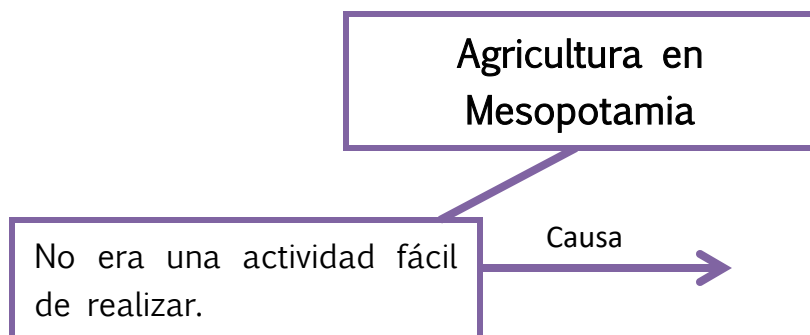 Agricultura en
Mesopotamia
No era una actividad fácil
de realizar.
Causa